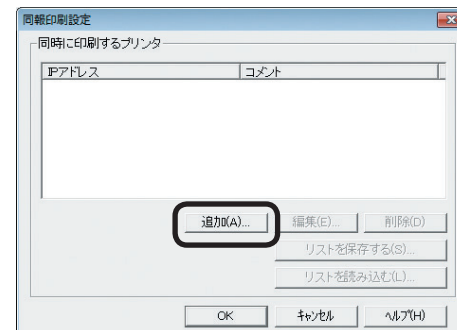 同報印刷設定
同時に印刷するプリンタ
IPアドレス コメント
追加(A)... 編集(E)... 削除(D)
リストを保存する(S)...
リストを読み込む(L)...
OK キャンセル ヘルプ(H)